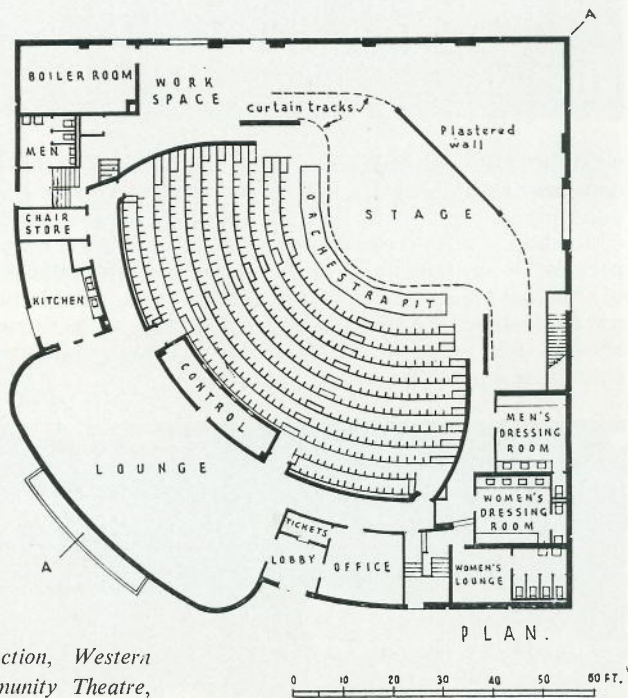 A
BOILER ROOM
WORK
SPACE
Curtain tracks
Plastered
wall
MEN
STAGE
CHAIR
STORE
ORCHESTRA PIT
KITCHEN
CONTROL
LOUNGE
MEN'S
DRESSING
ROOM
WOMEN'S
DRESSING
ROOM
TICKETS
LOBBY
OFFICE
WOMEN'S
LOUNGE
A
PLAN.
ction, Western
munity Theatre,
0 10 20 30 40 50 60 FT.